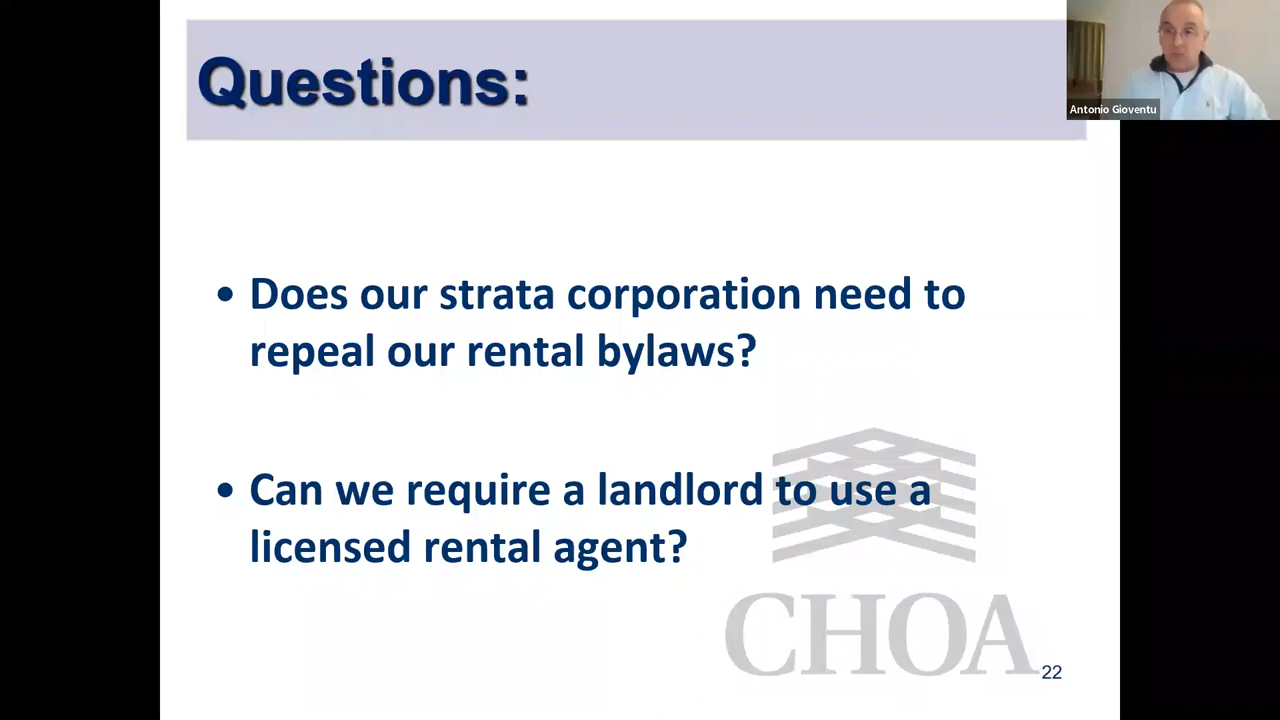 Questions:
Antonio Gioventu
• Does our strata corporation need to
repeal our rental bylaws?
• Can we require a landlord to use a
licensed rental agent?
CHOA
22